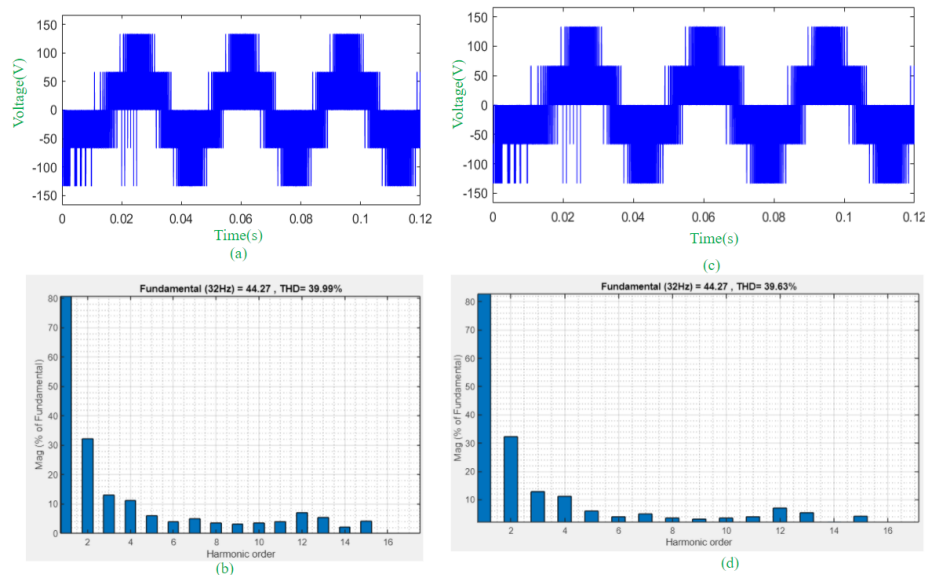 150
100
50
0
-50
-100
-150
Voltage(V)
0 0.02 0.04 0.06 0.08 0.1 0.12
Time(s)
(a)
150
100
50
0
-50
-100
-150
Voltage(V)
0 0.02 0.04 0.06 0.08 0.1 0.12
Time(s)
(c)
Fundamental (32Hz) = 44.27 , THD= 39.99%
80
70
60
50
40
30
20
10
0
Mag (% of Fundamental)
2 4 6 8 10 12 14 16
Harmonic order
(b)
Fundamental (32Hz) = 44.27 , THD= 39.63%
80
70
60
50
40
30
20
10
Mag (% of Fundamental)
2 4 6 8 10 12 14 16
Harmonic order
(d)